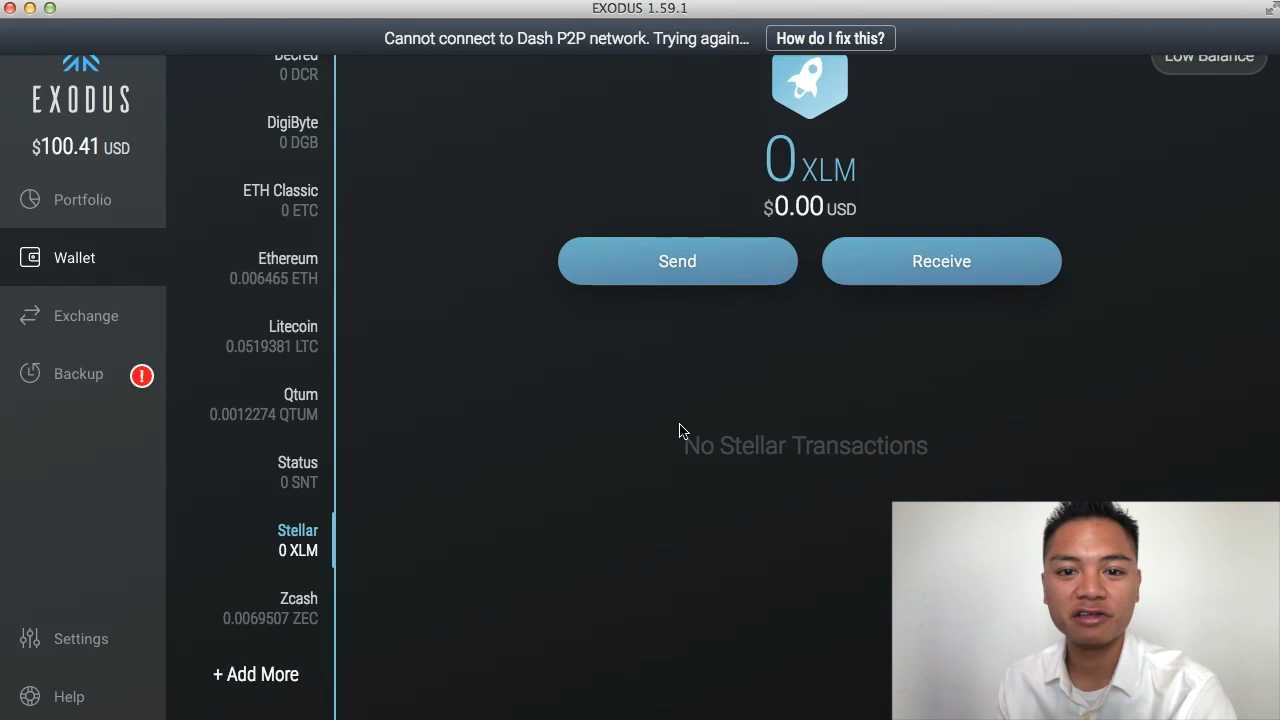 EXODUS 1.59.1
Cannot connect to Dash P2P network. Trying again...
How do I fix this?
EXODUS
$100.41 USD
Portfolio
Wallet
Exchange
Backup
!
Settings
Help
Decred
0 DCR
DigiByte
0 DGB
ETH Classic
0 ETC
Ethereum
0.006465 ETH
Litecoin
0.0519381 LTC
Qtum
0.0012274 QTUM
Status
0 SNT
Stellar
0 XLM
Zcash
0.0069507 ZEC
+ Add More
Low Balance
0 XLM
$0.00 USD
Send
Receive
No Stellar Transactions